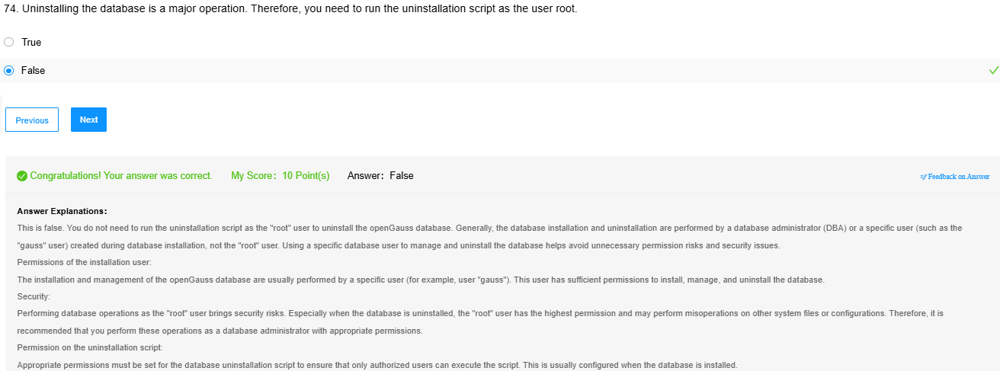 74. Uninstalling the database is a major operation. Therefore, you need to run the uninstallation script as the user root.
True
False
Previous Next
Congratulations! Your answer was correct. My Score： 10 Point(s) Answer： False Feedback on Answer
Answer Explanations：
This is false. You do not need to run the uninstallation script as the "root" user to uninstall the openGauss database. Generally, the database installation and uninstallation are performed by a database administrator (DBA) or a specific user (such as the
"gauss" user) created during database installation, not the "root" user. Using a specific database user to manage and uninstall the database helps avoid unnecessary permission risks and security issues.
Permissions of the installation user:
The installation and management of the openGauss database are usually performed by a specific user (for example, user "gauss"). This user has sufficient permissions to install, manage, and uninstall the database.
Security:
Performing database operations as the "root" user brings security risks. Especially when the database is uninstalled, the "root" user has the highest permission and may perform misoperations on other system files or configurations. Therefore, it is
recommended that you perform these operations as a database administrator with appropriate permissions.
Permission on the uninstallation script:
Appropriate permissions must be set for the database uninstallation script to ensure that only authorized users can execute the script. This is usually configured when the database is installed.